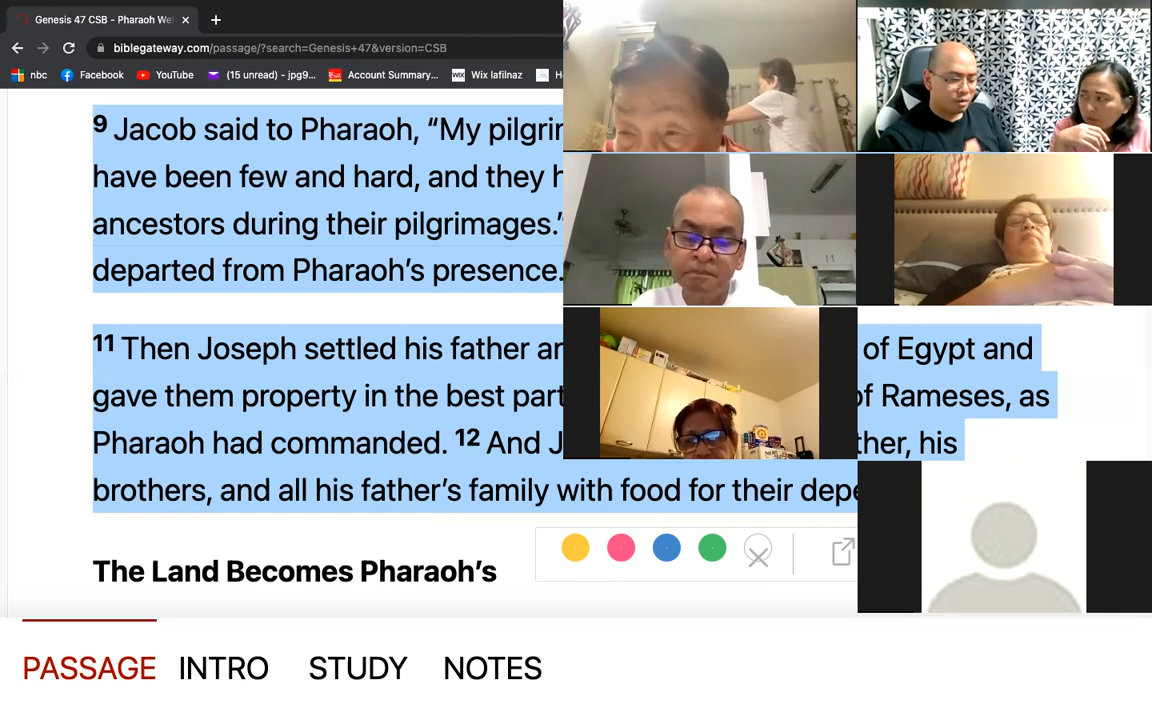 Genesis 47 CSB - Pharaoh We
biblegateway.com/passage/?search=Genesis+47&version=CSB
nbc Facebook YouTube (15 unread) - jpg9... Account Summary... Wix lafilnaz
9 Jacob said to Pharaoh, “My pilgrim
have been few and hard, and they h
ancestors during their pilgrimages.”
departed from Pharaoh’s presence.
11 Then Joseph settled his father an of Egypt and
gave them property in the best part of Rameses, as
Pharaoh had commanded. 12 And J ther, his
brothers, and all his father’s family with food for their depe
The Land Becomes Pharaoh’s
PASSAGE INTRO STUDY NOTES